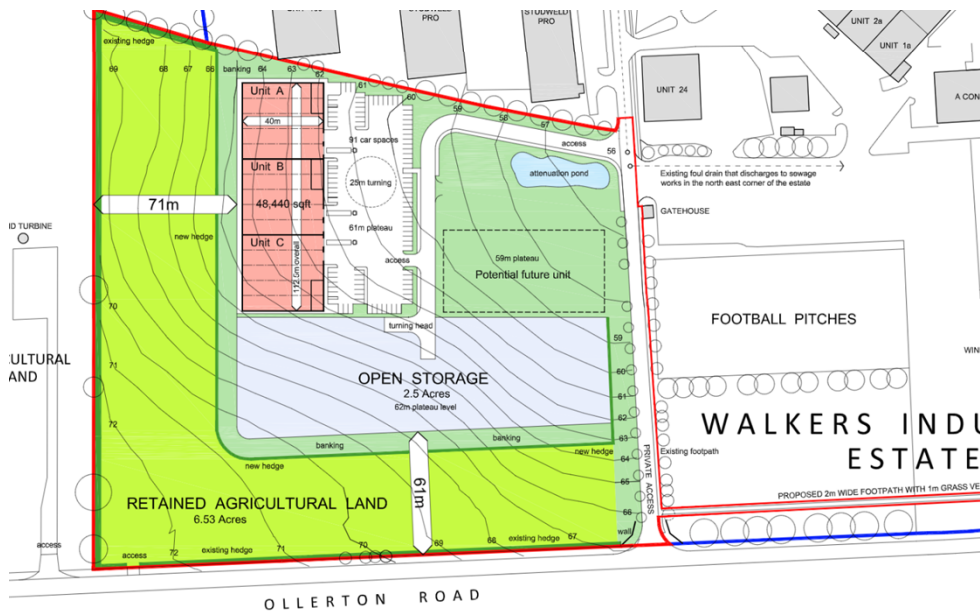 STUDWELD
PRO
STUDWELD
PRO
UNIT 2a
UNIT 1a
UNIT 24
A CON
existing hedge
69
68
67
66
banking
64
63
62
61
60
59
58
57
56
access
Unit A
40m
91 car spaces
Unit B
25m turning
48,440 sqft
61m plateau
Unit C
112.5m overall
access
attenuation pond
Existing foul drain that discharges to sewage
works in the north east corner of the estate
GATEHOUSE
71m
new hedge
D TURBINE
59m plateau
Potential future unit
turning head
FOOTBALL PITCHES
WIN
CULTURAL
AND
70
71
72
59
60
61
62
63
64
65
66
OPEN STORAGE
2.5 Acres
62m plateau level
banking
banking
new hedge
new hedge
61m
PRIVATE ACCESS
Existing footpath
WALKERS INDU
ESTATE
PROPOSED 2m WIDE FOOTPATH WITH 1m GRASS VE
RETAINED AGRICULTURAL LAND
6.53 Acres
access
access
72
existing hedge
71
70
69
68
existing hedge
67
wall
OLLERTON ROAD